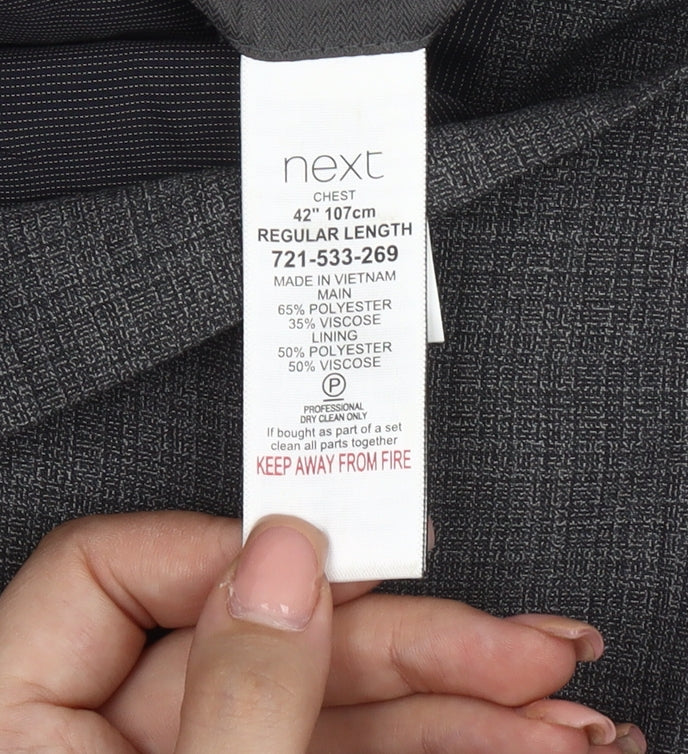 next
CHEST
42" 107cm
REGULAR LENGTH
721-533-269
MADE IN VIETNAM
MAIN
65% POLYESTER
35% VISCOSE
LINING
50% POLYESTER
50% VISCOSE
P
PROFESSIONAL
DRY CLEAN ONLY
If bought as part of a set
clean all parts together
KEEP AWAY FROM FIRE